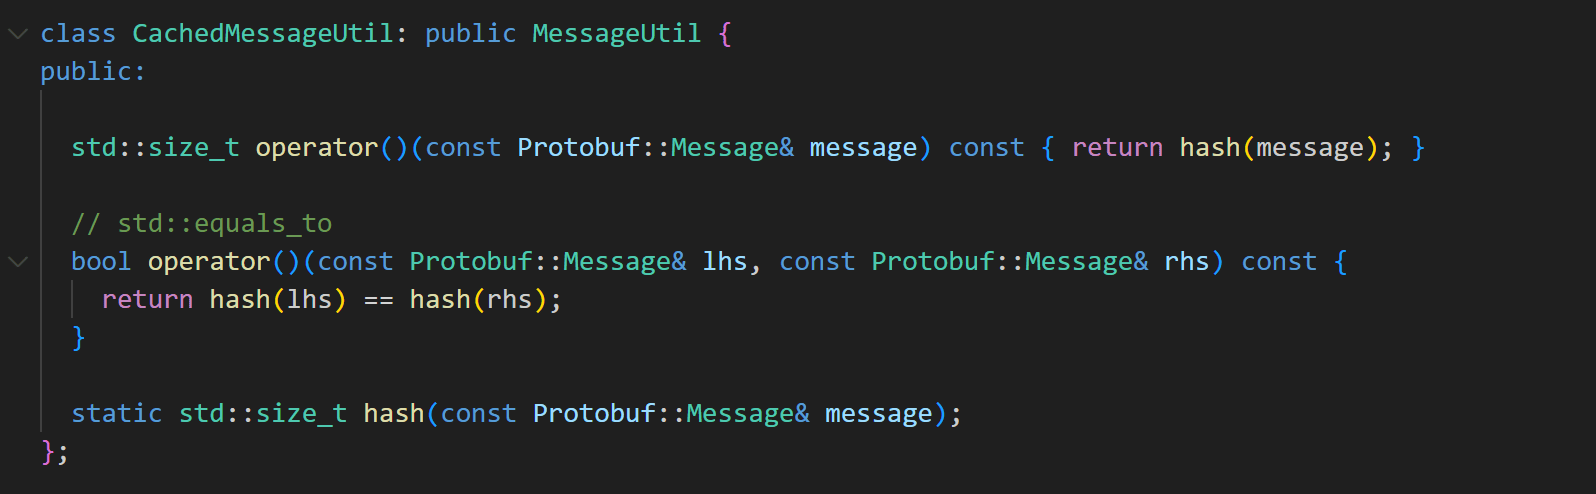 class CachedMessageUtil: public MessageUtil {
public:
std::size_t operator()(const Protobuf::Message& message) const { return hash(message); }
// std::equals_to
bool operator()(const Protobuf::Message& lhs, const Protobuf::Message& rhs) const {
return hash(lhs) == hash(rhs);
}
static std::size_t hash(const Protobuf::Message& message);
};